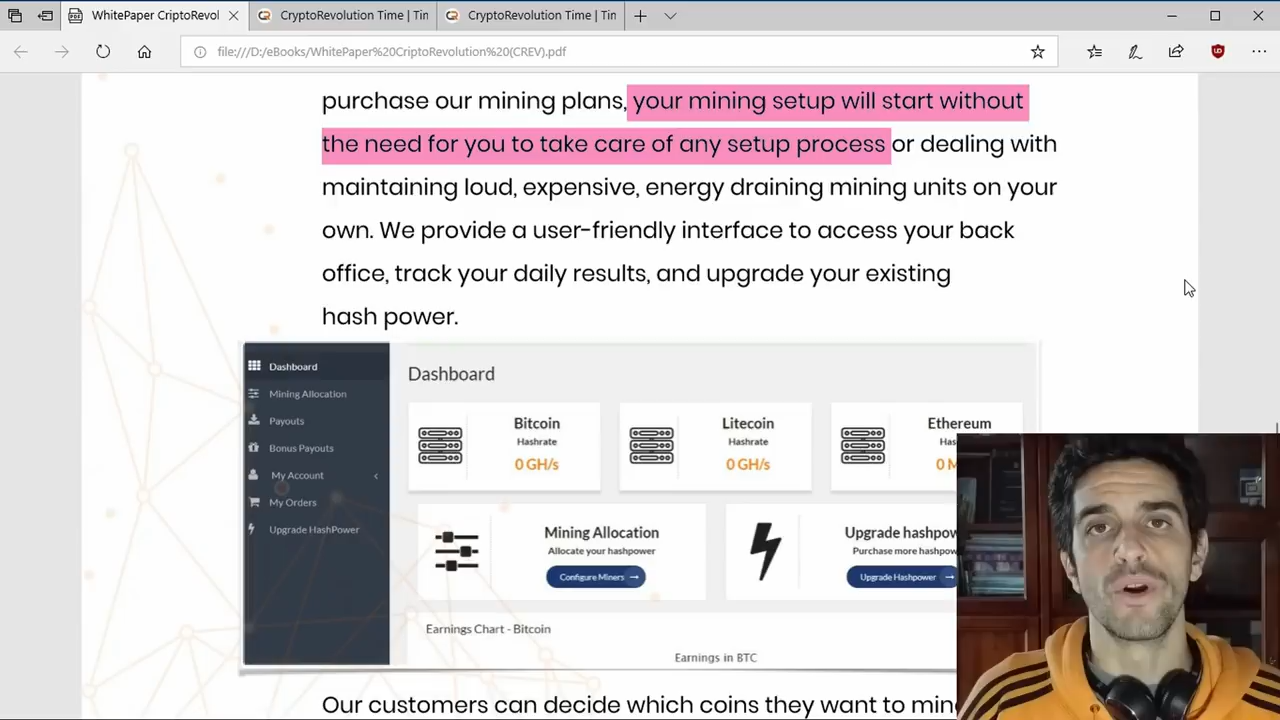 WhitePaper CriptoRevol
CryptoRevolution Time | Tin
CryptoRevolution Time | Tin
file:///D:/eBooks/WhitePaper%20CriptoRevolution%20(CREV).pdf
purchase our mining plans, your mining setup will start without
the need for you to take care of any setup process or dealing with
maintaining loud, expensive, energy draining mining units on your
own. We provide a user-friendly interface to access your back
office, track your daily results, and upgrade your existing
hash power.
Dashboard
Mining Allocation
Payouts
Bonus Payouts
My Account
My Orders
Upgrade HashPower
Dashboard
Bitcoin
Hashrate
0 GH/s
Litecoin
Hashrate
0 GH/s
Ethereum
Has
0 M
Mining Allocation
Allocate your hashpower
Configure Miners →
Upgrade hashpow
Purchase more hashpow
Upgrade Hashpower →
Earnings Chart - Bitcoin
Earnings in BTC
Our customers can decide which coins they want to min